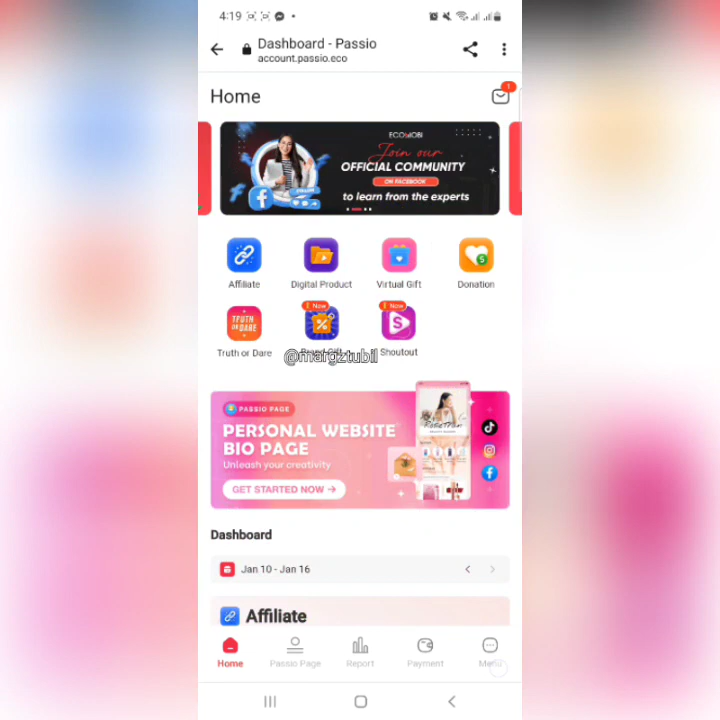 4:19
Dashboard - Passio
account.passio.eco
Home
1
ECOMOBI
Join our
OFFICIAL COMMUNITY
ON FACEBOOK
to learn from the experts
Affiliate
Digital Product
Virtual Gift
Donation
TRUTH OR DARE
New
New
Truth or Dare
Shoutout
@margztubil
PASSIO PAGE
PERSONAL WEBSITE
BIO PAGE
Unleash your creativity
GET STARTED NOW →
Dashboard
Jan 10 - Jan 16
Affiliate
Home
Passio Page
Report
Payment
Menu